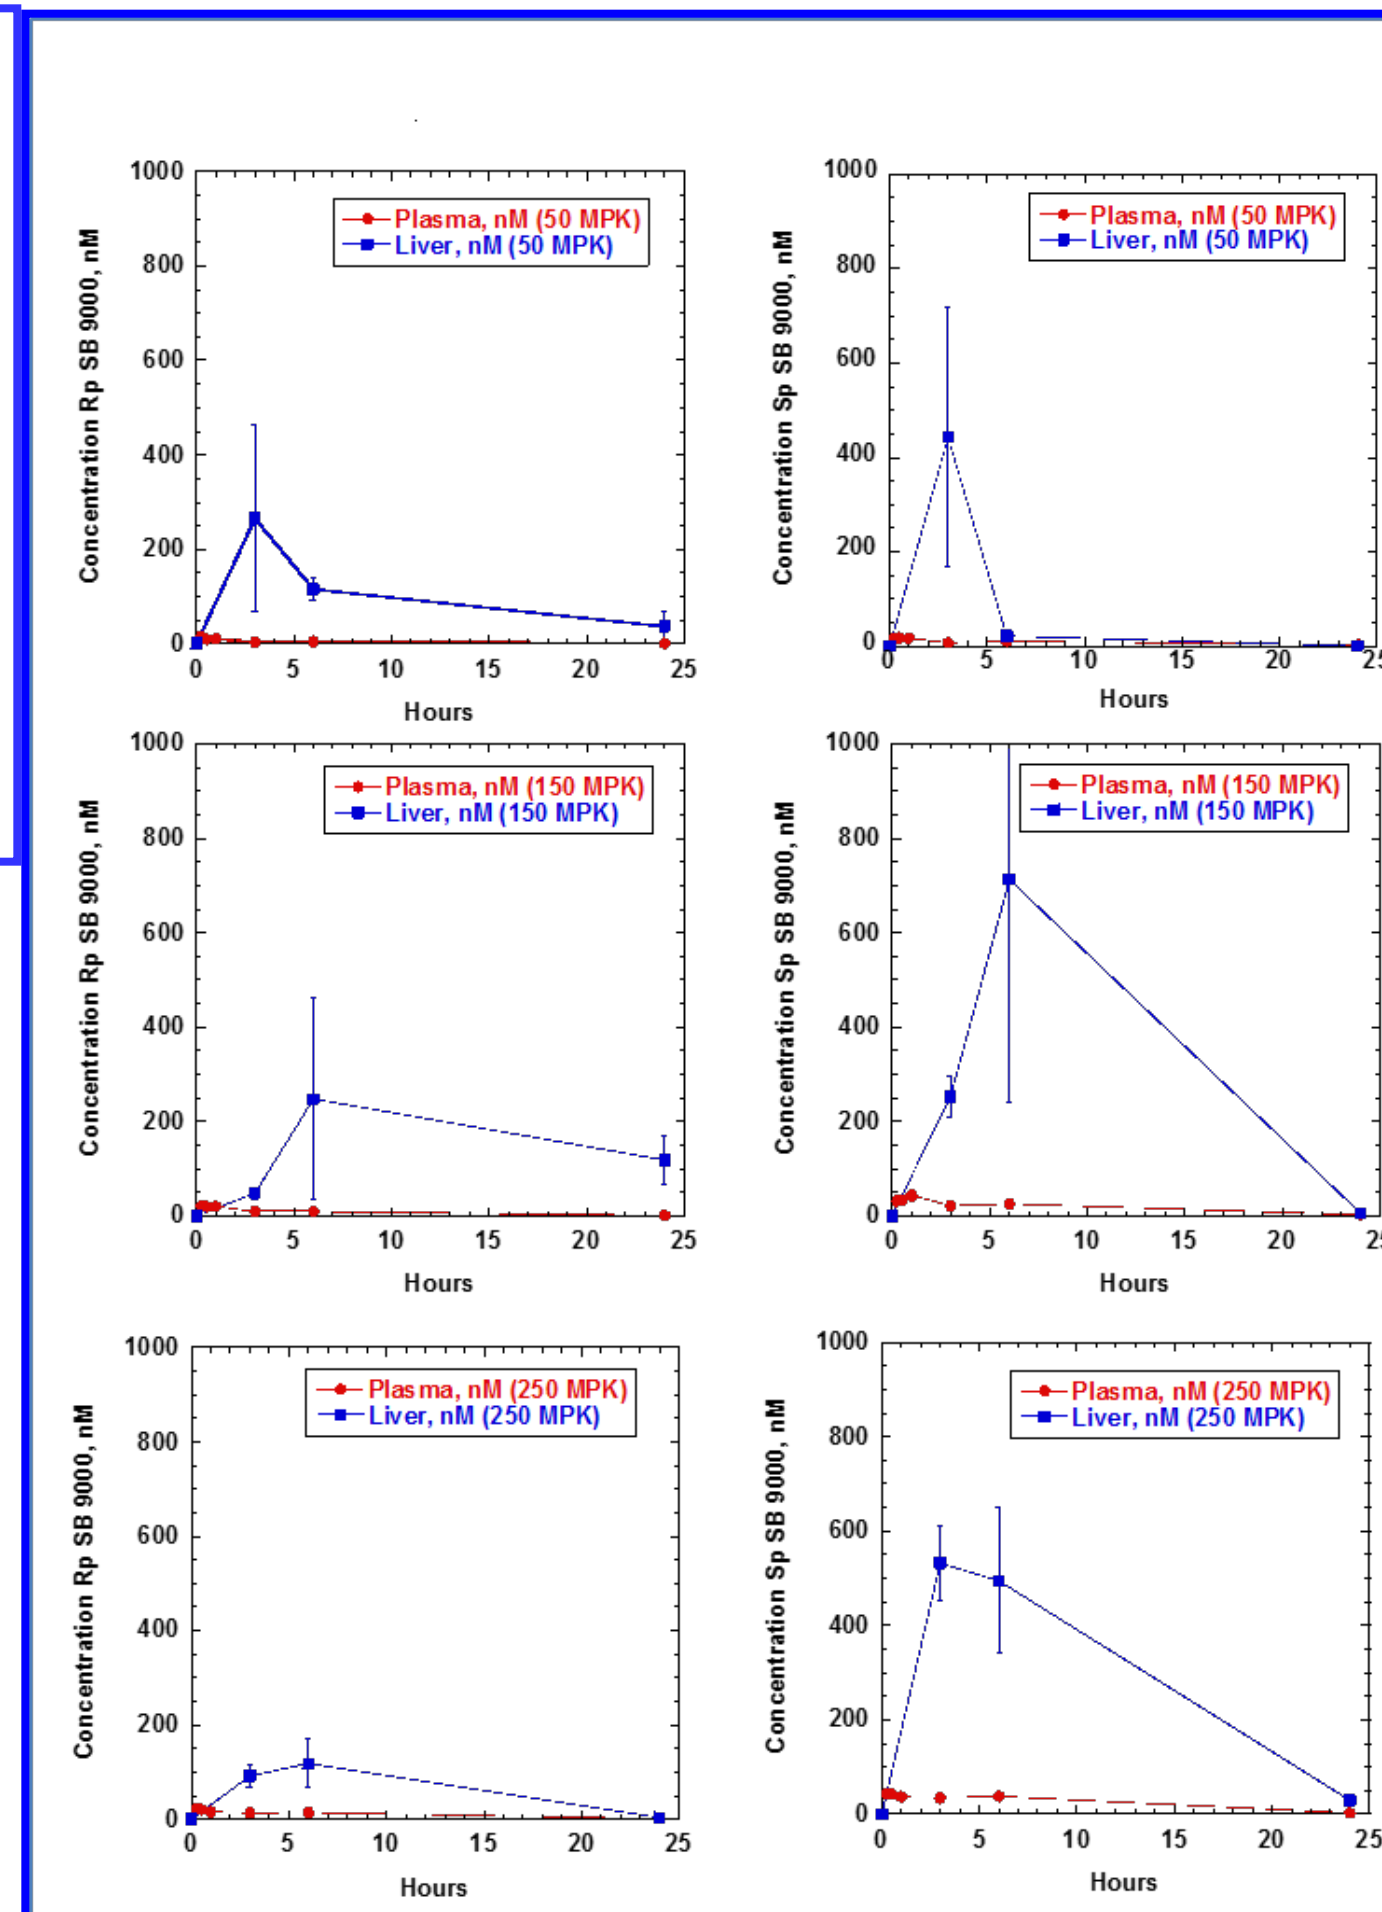 1000
800
600
400
200
0
Concentration Rp SB 9000, nM
Plasma, nM (50 MPK)
Liver, nM (50 MPK)
0 5 10 15 20 25
Hours
1000
800
600
400
200
0
Concentration Sp SB 9000, nM
Plasma, nM (50 MPK)
Liver, nM (50 MPK)
0 5 10 15 20 25
Hours
1000
800
600
400
200
0
Concentration Rp SB 9000, nM
Plasma, nM (150 MPK)
Liver, nM (150 MPK)
0 5 10 15 20 25
Hours
1000
800
600
400
200
0
Concentration Sp SB 9000, nM
Plasma, nM (150 MPK)
Liver, nM (150 MPK)
0 5 10 15 20 25
Hours
1000
800
600
400
200
0
Concentration Rp SB 9000, nM
Plasma, nM (250 MPK)
Liver, nM (250 MPK)
0 5 10 15 20 25
Hours
1000
800
600
400
200
0
Concentration Sp SB 9000, nM
Plasma, nM (250 MPK)
Liver, nM (250 MPK)
0 5 10 15 20 25
Hours